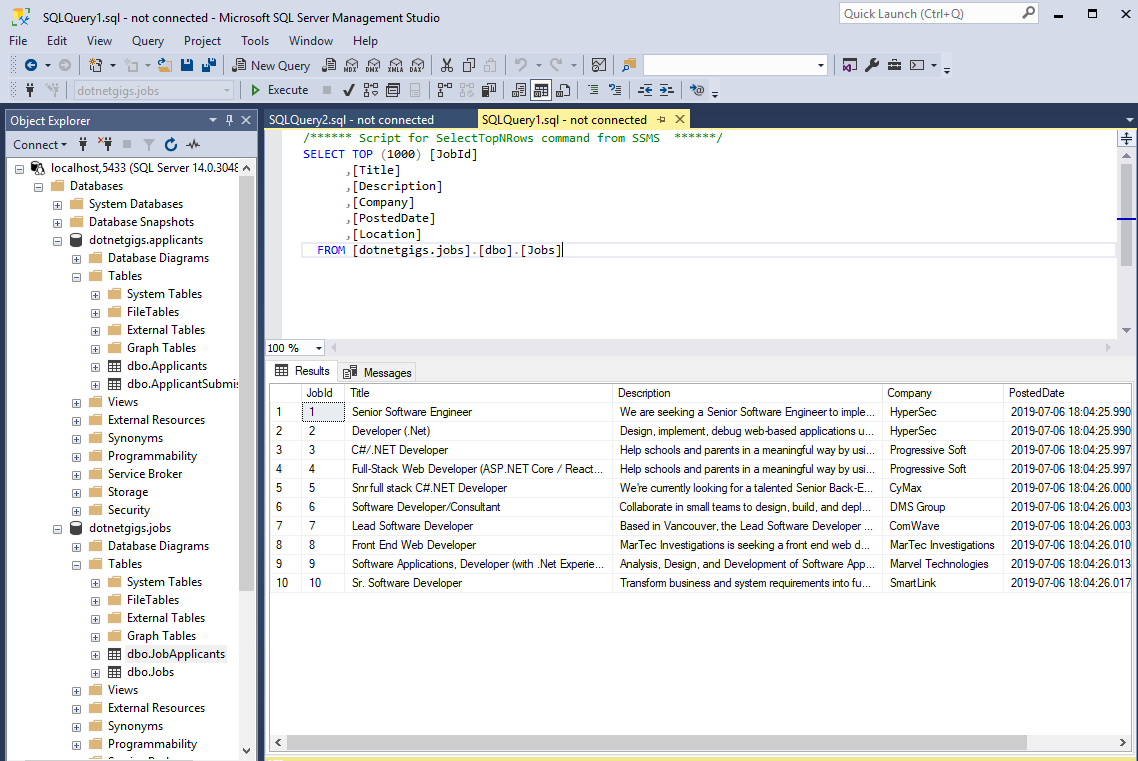 SQLQuery1.sql - not connected - Microsoft SQL Server Management Studio
Quick Launch (Ctrl+Q)
File Edit View Query Project Tools Window Help
New Query MDX DMX XMLA DAX
dotnetgigs.jobs Execute
Object Explorer
Connect
localhost,5433 (SQL Server 14.0.3048
Databases
System Databases
Database Snapshots
dotnetgigs.applicants
Database Diagrams
Tables
System Tables
FileTables
External Tables
Graph Tables
dbo.Applicants
dbo.ApplicantSubmis
Views
External Resources
Synonyms
Programmability
Service Broker
Storage
Security
dotnetgigs.jobs
Database Diagrams
Tables
System Tables
FileTables
External Tables
Graph Tables
dbo.JobApplicants
dbo.Jobs
Views
External Resources
Synonyms
Programmability
SQLQuery2.sql - not connected SQLQuery1.sql - not connected
/****** Script for SelectTopNRows command from SSMS ******/
SELECT TOP (1000) [JobId]
,[Title]
,[Description]
,[Company]
,[PostedDate]
,[Location]
FROM [dotnetgigs.jobs].[dbo].[Jobs]
100 %
Results Messages
JobId Title Description Company PostedDate
1 1 Senior Software Engineer We are seeking a Senior Software Engineer to imple... HyperSec 2019-07-06 18:04:25.990
2 2 Developer (.Net) Design, implement, debug web-based applications u... HyperSec 2019-07-06 18:04:25.990
3 3 C#/.NET Developer Help schools and parents in a meaningful way by usi... Progressive Soft 2019-07-06 18:04:25.997
4 4 Full-Stack Web Developer (ASP.NET Core / React... Help schools and parents in a meaningful way by usi... Progressive Soft 2019-07-06 18:04:25.997
5 5 Snr full stack C#.NET Developer We're currently looking for a talented Senior Back-E... CyMax 2019-07-06 18:04:26.000
6 6 Software Developer/Consultant Collaborate in small teams to design, build, and depl... DMS Group 2019-07-06 18:04:26.003
7 7 Lead Software Developer Based in Vancouver, the Lead Software Developer ... ComWave 2019-07-06 18:04:26.003
8 8 Front End Web Developer MarTec Investigations is seeking a front end web d... MarTec Investigations 2019-07-06 18:04:26.010
9 9 Software Applications, Developer (with .Net Experie... Analysis, Design, and Development of Software App... Marvel Technologies 2019-07-06 18:04:26.013
10 10 Sr. Software Developer Transform business and system requirements into fu... SmartLink 2019-07-06 18:04:26.017